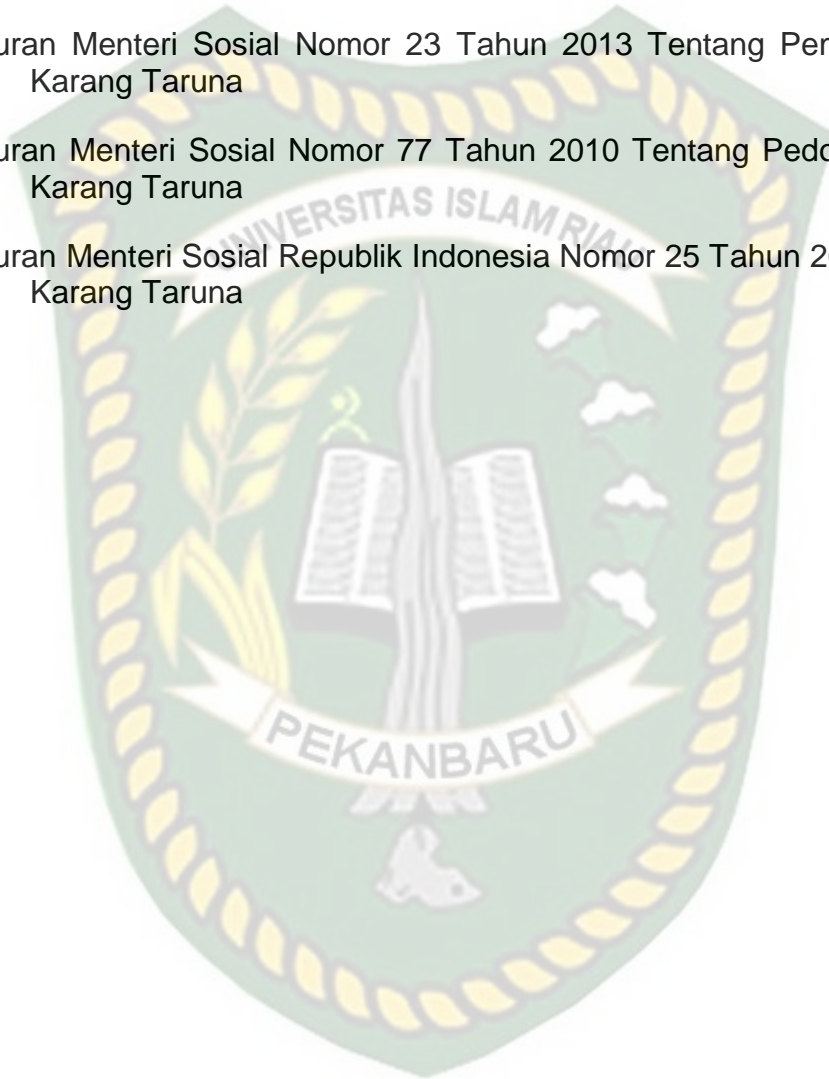 uran Menteri Sosial Nomor 23 Tahun 2013 Tentang Per
Karang Taruna
uran Menteri Sosial Nomor 77 Tahun 2010 Tentang Pedo
Karang Taruna
UNIVERSITAS ISLAM RIAU
uran Menteri Sosial Republik Indonesia Nomor 25 Tahun 20
Karang Taruna
PEKANBARU